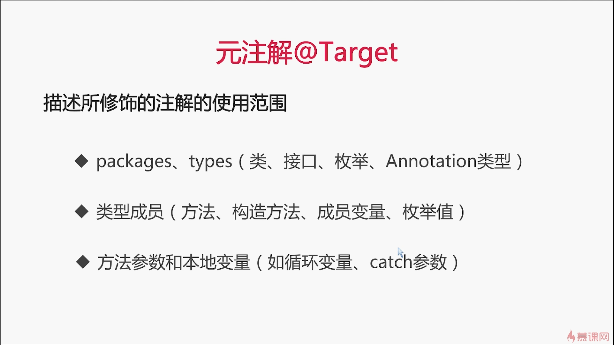 元注解@Target
描述所修饰的注解的使用范围
◆ packages、types（类、接口、枚举、Annotation类型）
◆ 类型成员（方法、构造方法、成员变量、枚举值）
◆ 方法参数和本地变量（如循环变量、catch参数）
慕课网